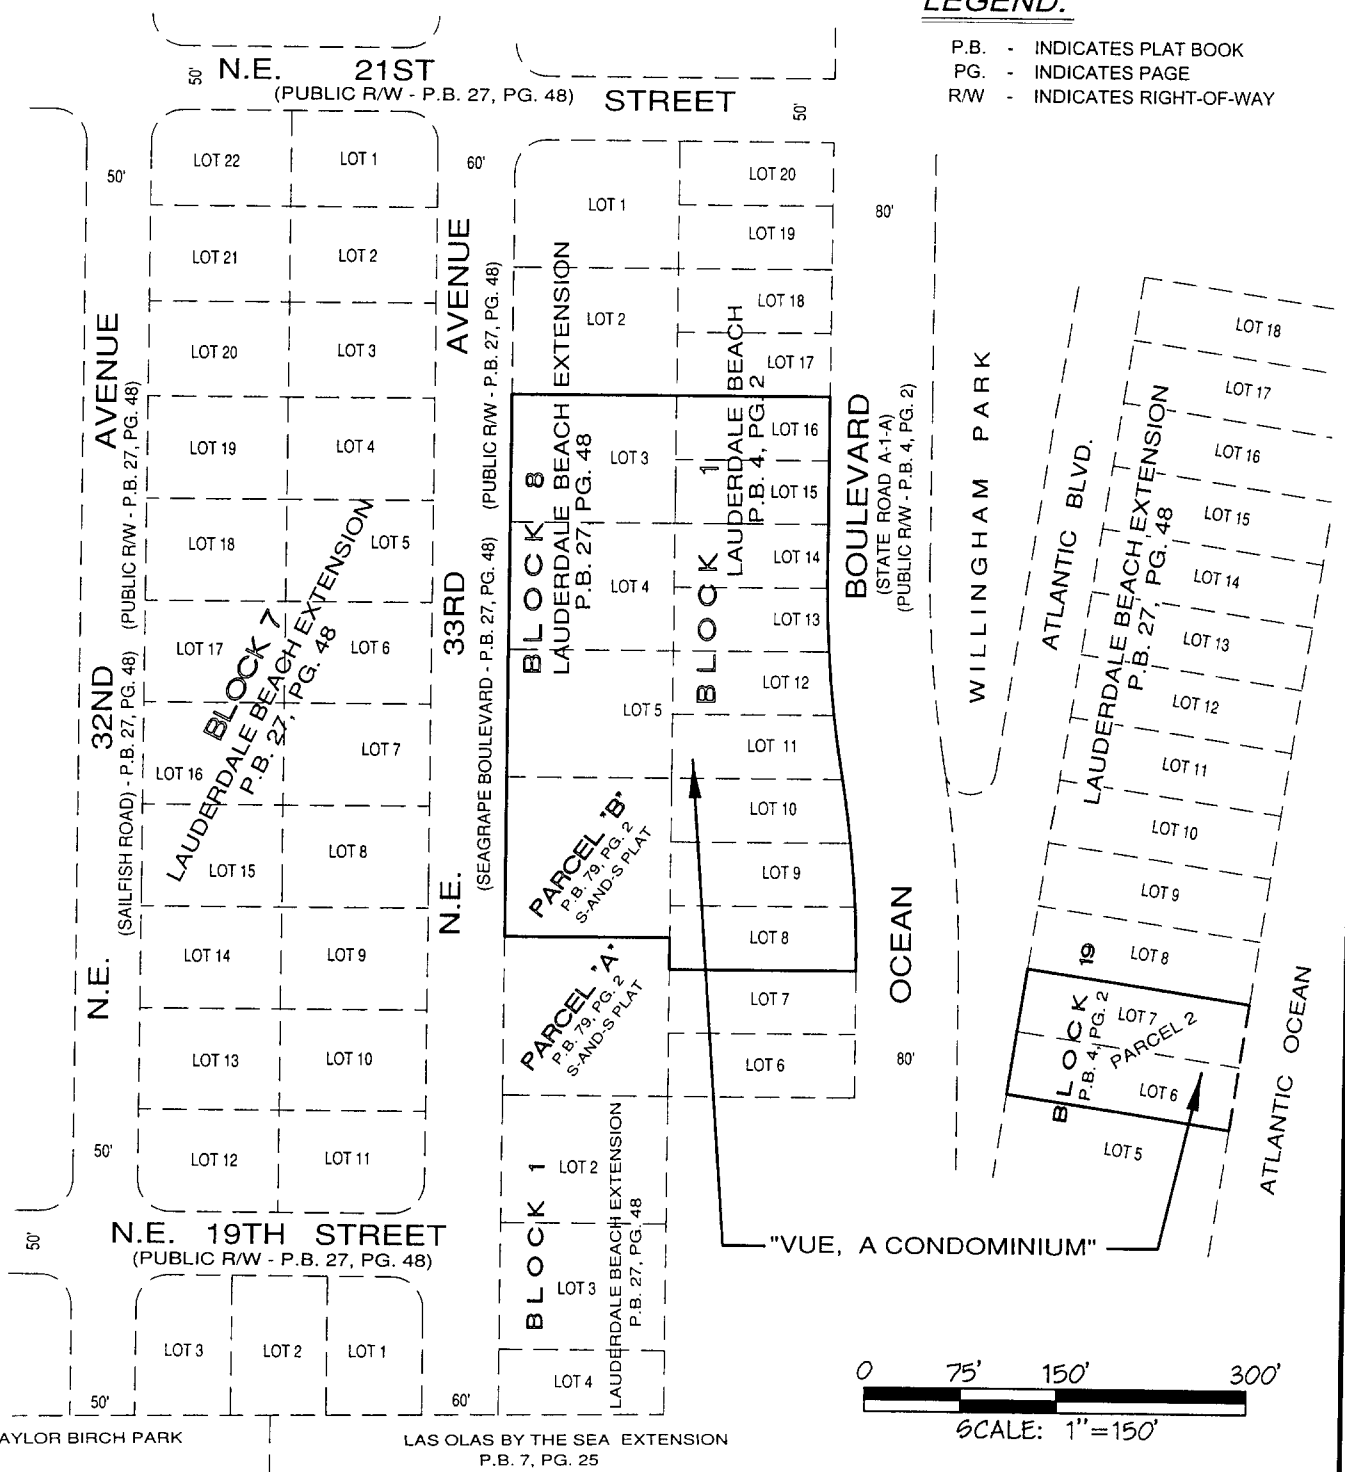 LEGEND:
P.B. - INDICATES PLAT BOOK
PG. - INDICATES PAGE
R/W - INDICATES RIGHT-OF-WAY
N.E. 21ST STREET
(PUBLIC R/W - P.B. 27, PG. 48)
50'
50'
50'
60'
80'
LOT 22
LOT 1
LOT 21
LOT 2
LOT 20
LOT 3
LOT 19
LOT 4
LOT 18
LOT 5
LOT 17
LOT 6
LOT 16
LOT 7
LOT 15
LOT 8
LOT 14
LOT 9
LOT 13
LOT 10
LOT 12
LOT 11
BLOCK 7
LAUDERDALE BEACH EXTENSION
P.B. 27, PG. 48
N.E. 32ND AVENUE
(SAILFISH ROAD) - P.B. 27, PG. 48) (PUBLIC R/W - P.B. 27, PG. 48)
50'
N.E. 33RD AVENUE
(SEAGRAPE BOULEVARD - P.B. 27, PG. 48) (PUBLIC R/W - P.B. 27, PG. 48)
LOT 1
LOT 2
LOT 3
LOT 4
LOT 5
BLOCK 8
LAUDERDALE BEACH EXTENSION
P.B. 27, PG. 48
PARCEL "B"
P.B. 79, PG. 2
S-AND-S PLAT
PARCEL "A"
P.B. 79, PG. 2
S-AND-S PLAT
LOT 20
LOT 19
LOT 18
LOT 17
LOT 16
LOT 15
LOT 14
LOT 13
LOT 12
LOT 11
LOT 10
LOT 9
LOT 8
LOT 7
LOT 6
BLOCK 1
LAUDERDALE BEACH
P.B. 4, PG. 2
OCEAN BOULEVARD
(STATE ROAD A-1-A)
(PUBLIC R/W - P.B. 4, PG. 2)
80'
WILLINGHAM PARK
ATLANTIC BLVD.
LOT 18
LOT 17
LOT 16
LOT 15
LOT 14
LOT 13
LOT 12
LOT 11
LOT 10
LOT 9
LOT 8
LOT 7
PARCEL 2
LOT 6
LOT 5
LAUDERDALE BEACH EXTENSION
P.B. 27, PG. 48
BLOCK 19
P.B. 4, PG. 2
ATLANTIC OCEAN
LOT 2
LOT 3
LOT 4
BLOCK 1
LAUDERDALE BEACH EXTENSION
P.B. 27, PG. 48
"VUE, A CONDOMINIUM"
N.E. 19TH STREET
(PUBLIC R/W - P.B. 27, PG. 48)
50'
LOT 3
LOT 2
LOT 1
50'
60'
AYLOR BIRCH PARK
LAS OLAS BY THE SEA EXTENSION
P.B. 7, PG. 25
0 75' 150' 300'
SCALE: 1"=150'